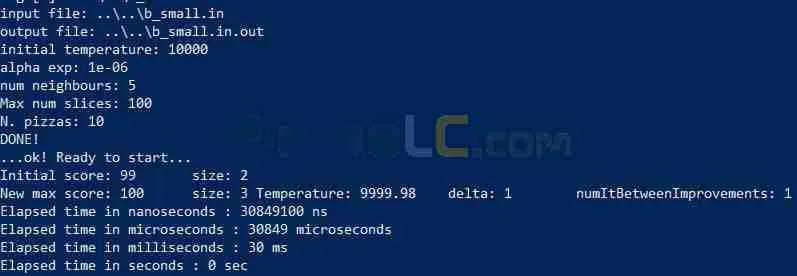 input file: ..\..\b_small.in
output file: ..\..\b_small.in.out
initial temperature: 10000
alpha exp: 1e-06
num neighbours: 5
Max num slices: 100
N. pizzas: 10
DONE!
...ok! Ready to start...
Initial score: 99 size: 2
New max score: 100 size: 3 Temperature: 9999.98 delta: 1 numItBetweenImprovements: 1
Elapsed time in nanoseconds : 30849100 ns
Elapsed time in microseconds : 30849 microseconds
Elapsed time in milliseconds : 30 ms
Elapsed time in seconds : 0 sec
LC.com